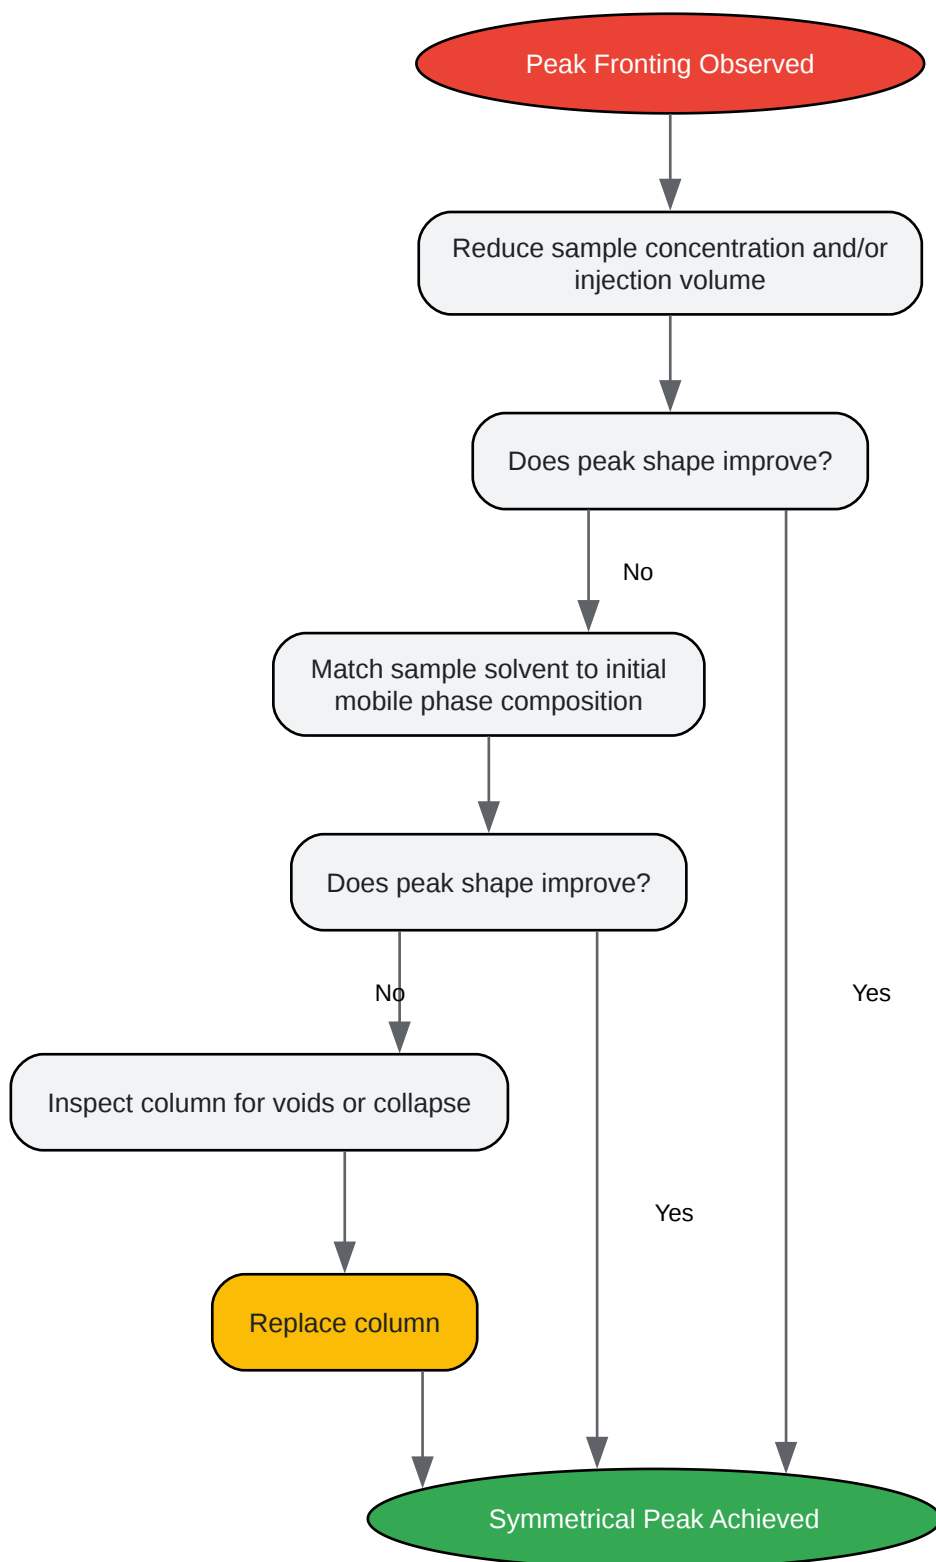 Peak Fronting Observed
Reduce sample concentration and/or
injection volume
Does peak shape improve?
No
Match sample solvent to initial
mobile phase composition
Does peak shape improve?
No
Yes
Inspect column for voids or collapse
Yes
Replace column
Symmetrical Peak Achieved